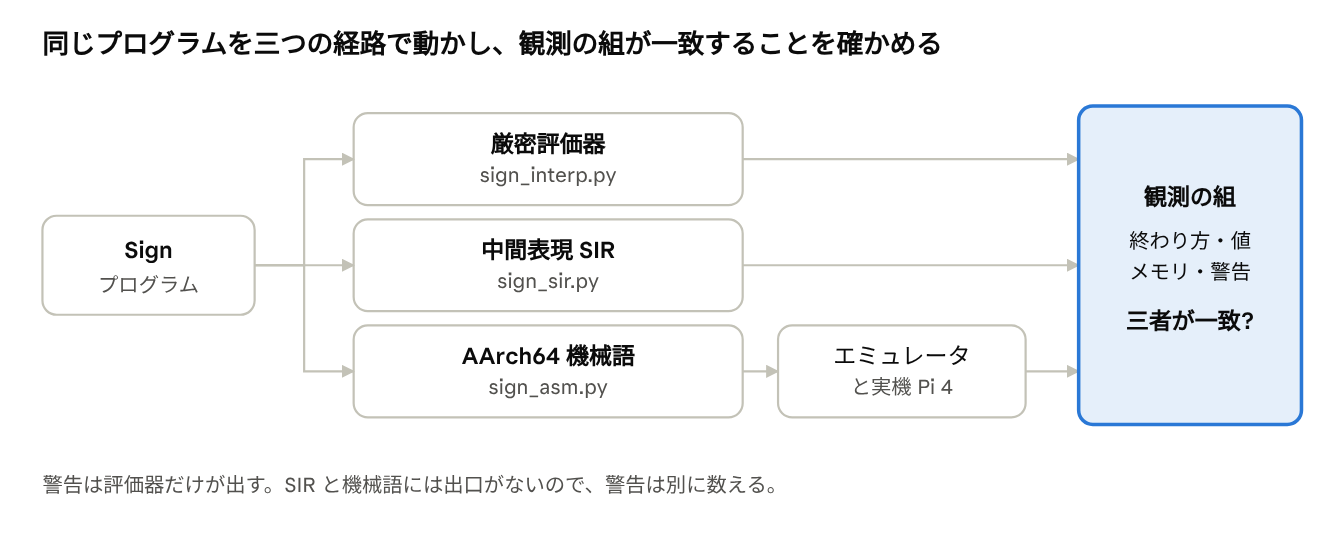 同じプログラムを三つの経路で動かし、観測の組が一致することを確かめる
厳密評価器
sign_interp.py
Sign
プログラム
中間表現 SIR
sign_sir.py
AArch64 機械語
sign_asm.py
エミュレータ
と実機 Pi 4
観測の組
終わり方・値
メモリ・警告
三者が一致?
警告は評価器だけが出す。SIR と機械語には出口がないので、警告は別に数える。